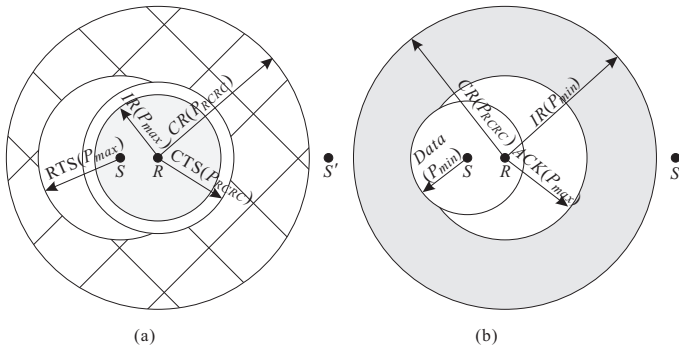 IR(Pmax)
CR(PRCRC)
RTS(Pmax)
CTS(PRCRC)
S
R
S′
(a)
CR(PRCRC)
IR(Pmin)
Data
(Pmin)
ACK(Pmax)
S
R
S
(b)